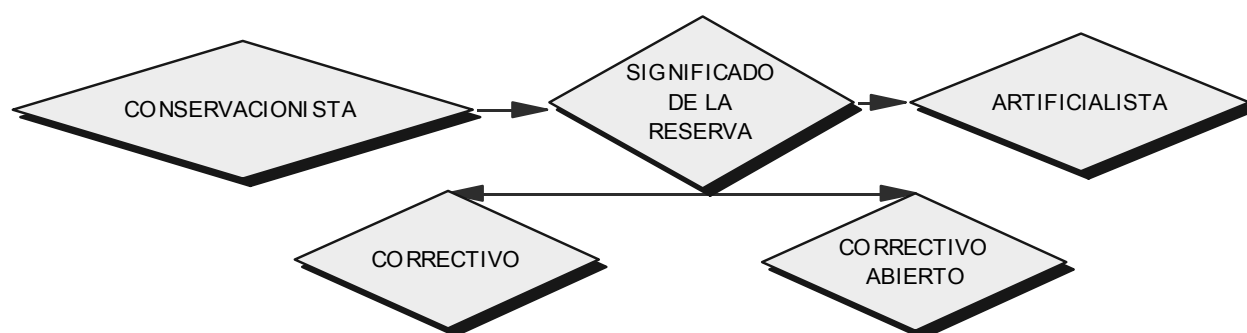 CONSERVACIONISTA
SIGNIFICADO
DE LA
RESERVA
ARTIFICIALISTA
CORRECTIVO
CORRECTIVO
ABIERTO